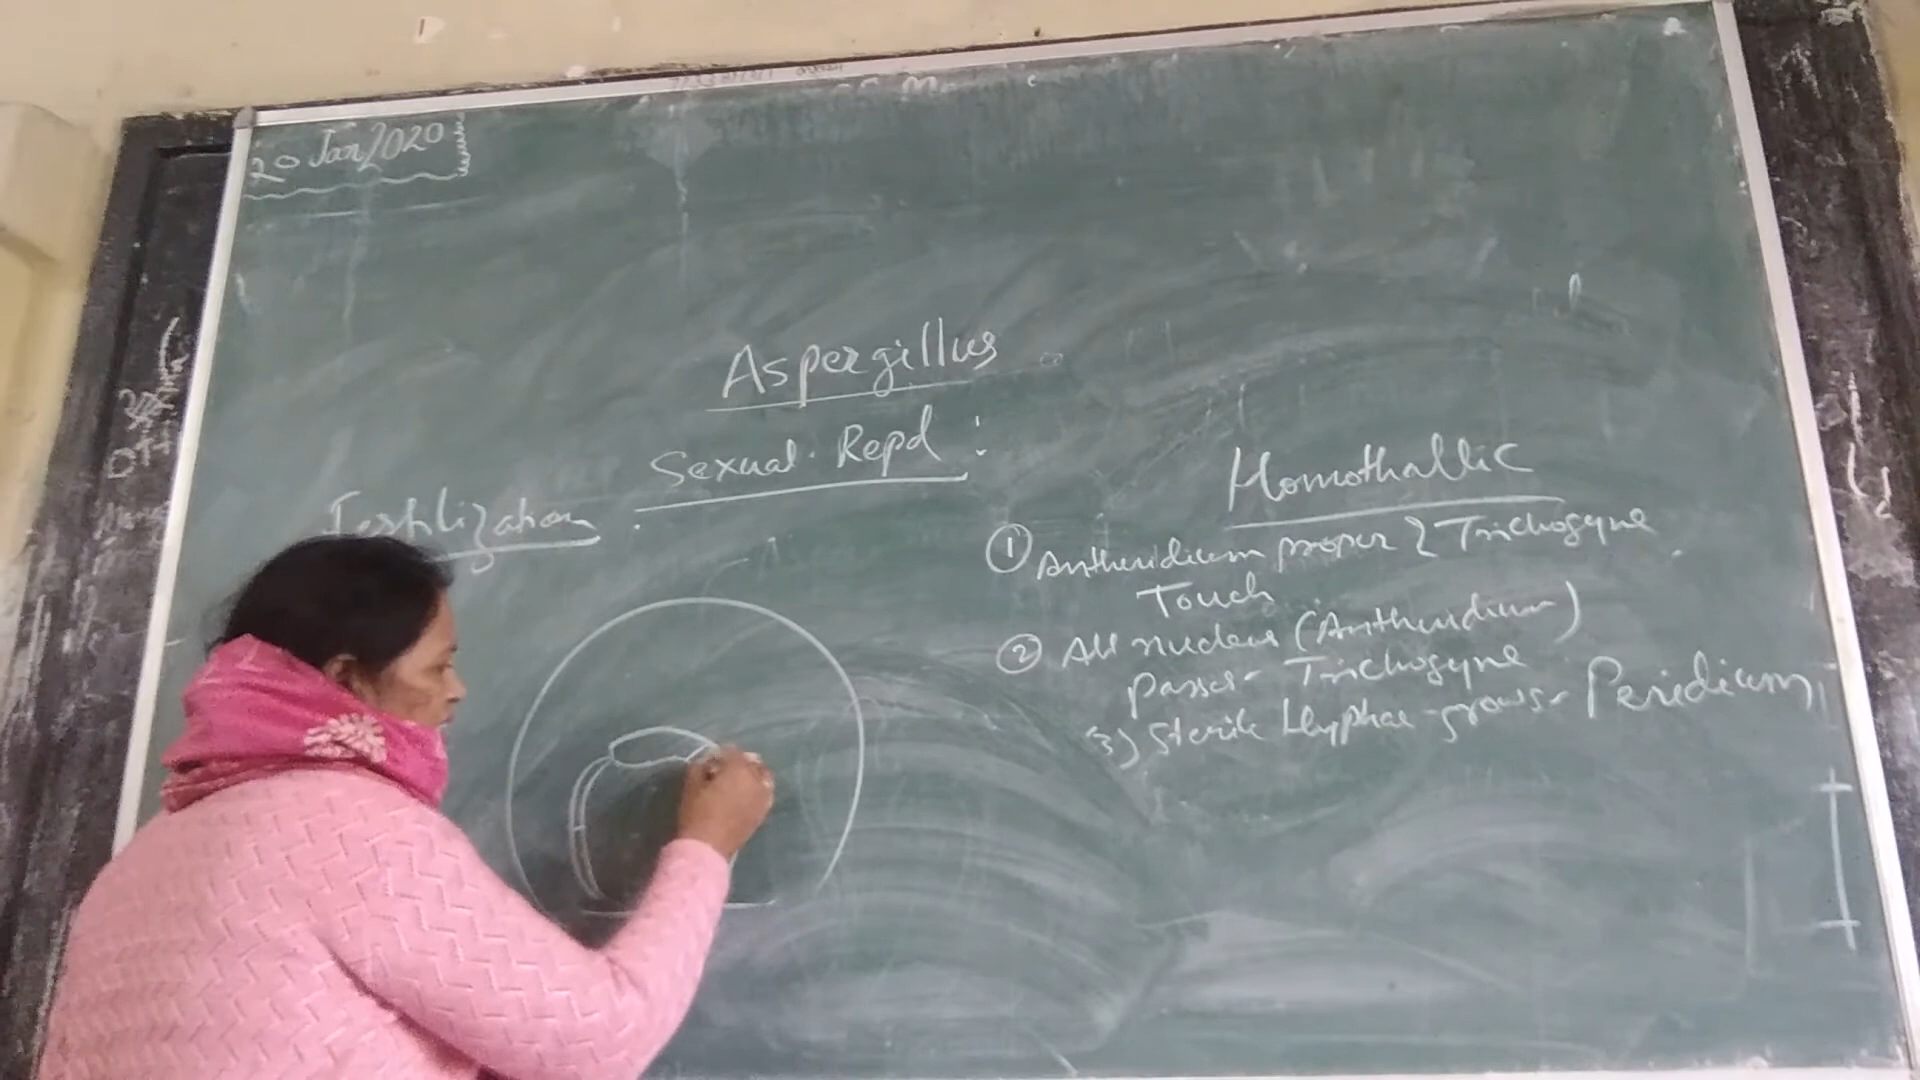 20 Jan 2020
Aspergillus
Sexual. Repd :
Fertilization :
Homothallic
① Antheridium proper & Trichogyne
Touch
② All nucleus (Antheridium)
passes - Trichogyne
3) Sterile Hyphae - grows - Peridium